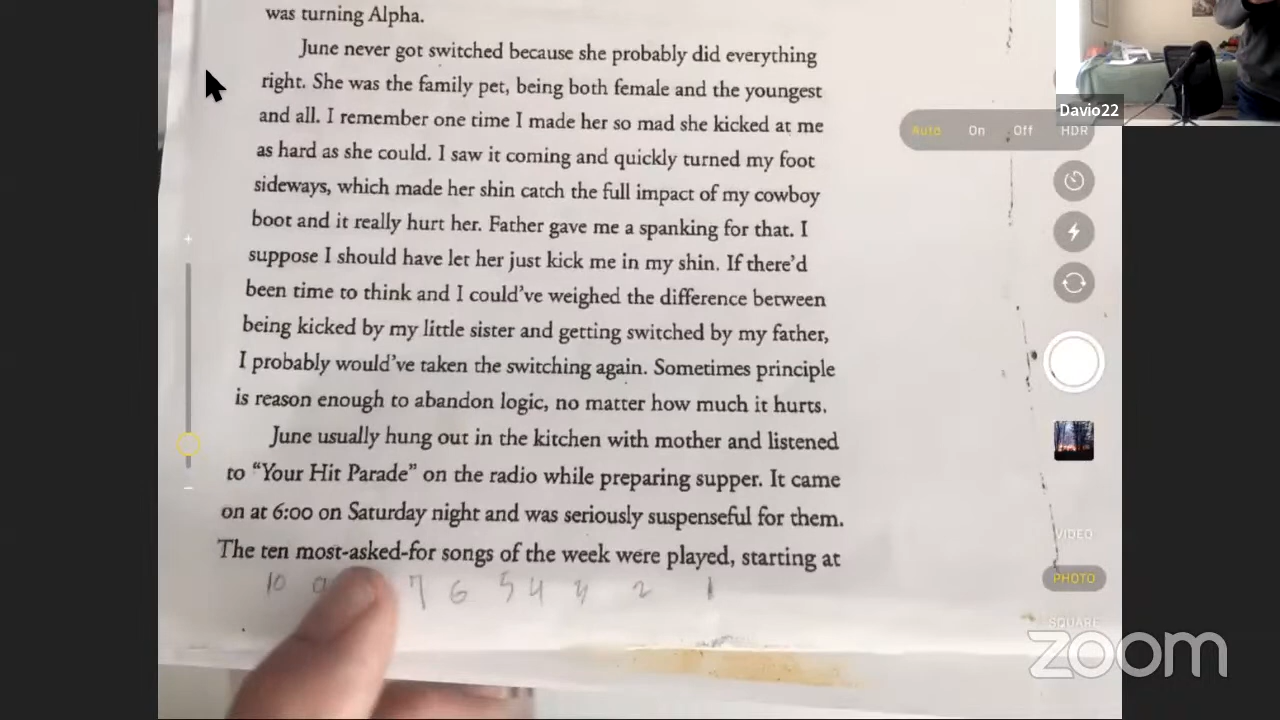 was turning Alpha.
June never got switched because she probably did everything
right. She was the family pet, being both female and the youngest
and all. I remember one time I made her so mad she kicked at me
as hard as she could. I saw it coming and quickly turned my foot
sideways, which made her shin catch the full impact of my cowboy
boot and it really hurt her. Father gave me a spanking for that. I
suppose I should have let her just kick me in my shin. If there'd
been time to think and I could've weighed the difference between
being kicked by my little sister and getting switched by my father,
I probably would've taken the switching again. Sometimes principle
is reason enough to abandon logic, no matter how much it hurts.
June usually hung out in the kitchen with mother and listened
to “Your Hit Parade” on the radio while preparing supper. It came
on at 6:00 on Saturday night and was seriously suspenseful for them.
The ten most-asked-for songs of the week were played, starting at
10 9 7 6 5 4 3 2 1
Davio22
Auto On Off HDR
VIDEO
PHOTO
SQUARE
zoom